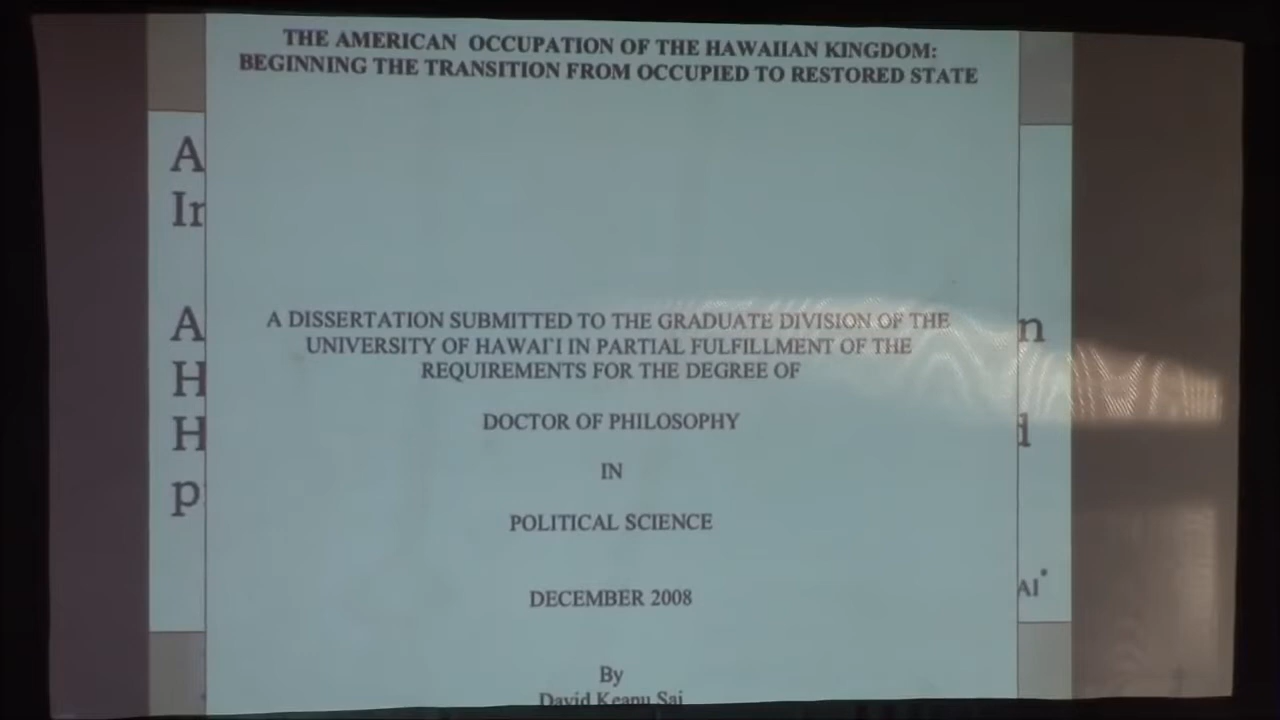 THE AMERICAN OCCUPATION OF THE HAWAIIAN KINGDOM:
BEGINNING THE TRANSITION FROM OCCUPIED TO RESTORED STATE
A DISSERTATION SUBMITTED TO THE GRADUATE DIVISION OF THE
UNIVERSITY OF HAWAI'I IN PARTIAL FULFILLMENT OF THE
REQUIREMENTS FOR THE DEGREE OF
DOCTOR OF PHILOSOPHY
IN
POLITICAL SCIENCE
DECEMBER 2008
By
David Keanu Sai